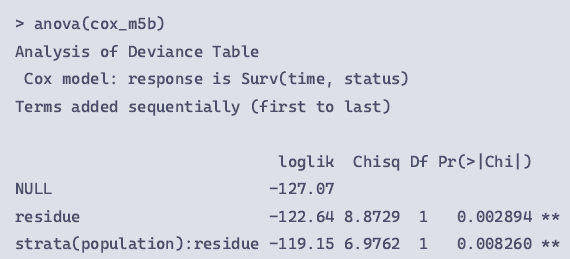 > anova(cox_m5b)
Analysis of Deviance Table
 Cox model: response is Surv(time, status)
Terms added sequentially (first to last)

                          loglik  Chisq Df Pr(>|Chi|)
NULL                     -127.07
residue                  -122.64 8.8729  1   0.002894 **
strata(population):residue -119.15 6.9762  1   0.008260 **